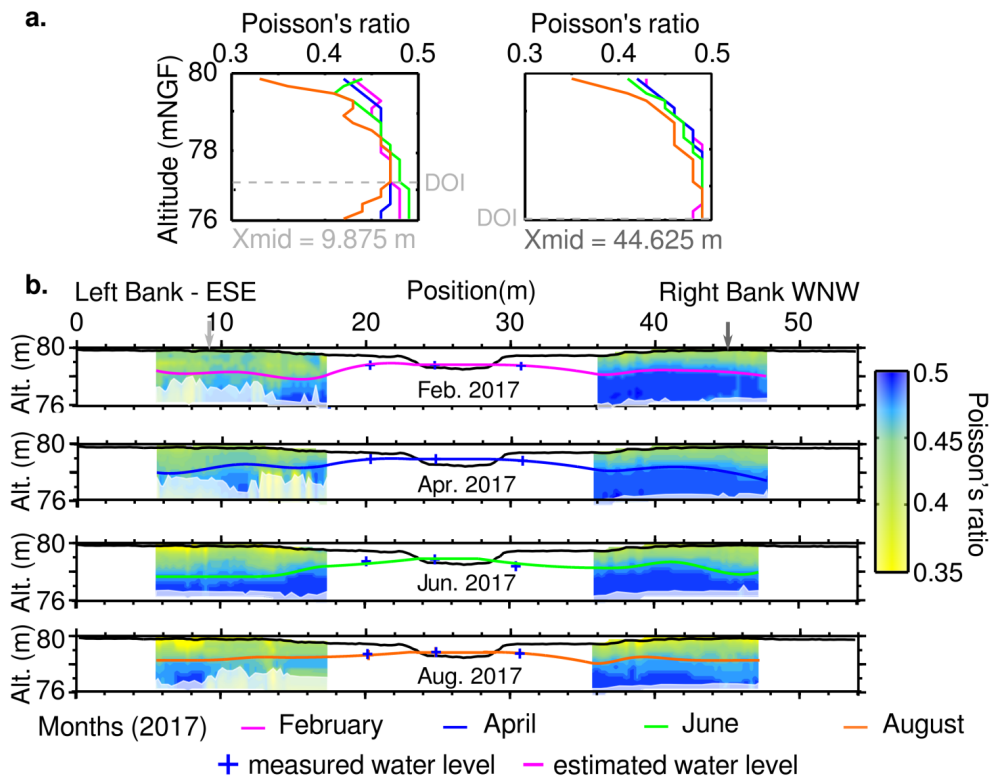 a.
Poisson's ratio Poisson's ratio
0.3 0.4 0.5 0.3 0.4 0.5
Altitude (mNGF)
80
78
76
DOI
DOI
Xmid = 9.875 m
Xmid = 44.625 m
b.
Left Bank - ESE Position(m) Right Bank WNW
0 10 20 30 40 50
Alt. (m)
80
76
Feb. 2017
Alt. (m)
80
76
Apr. 2017
Alt. (m)
80
76
Jun. 2017
Alt. (m)
80
76
Aug. 2017
0.5
0.45
0.4
0.35
Poisson's ratio
Months (2017) February April June August
measured water level estimated water level